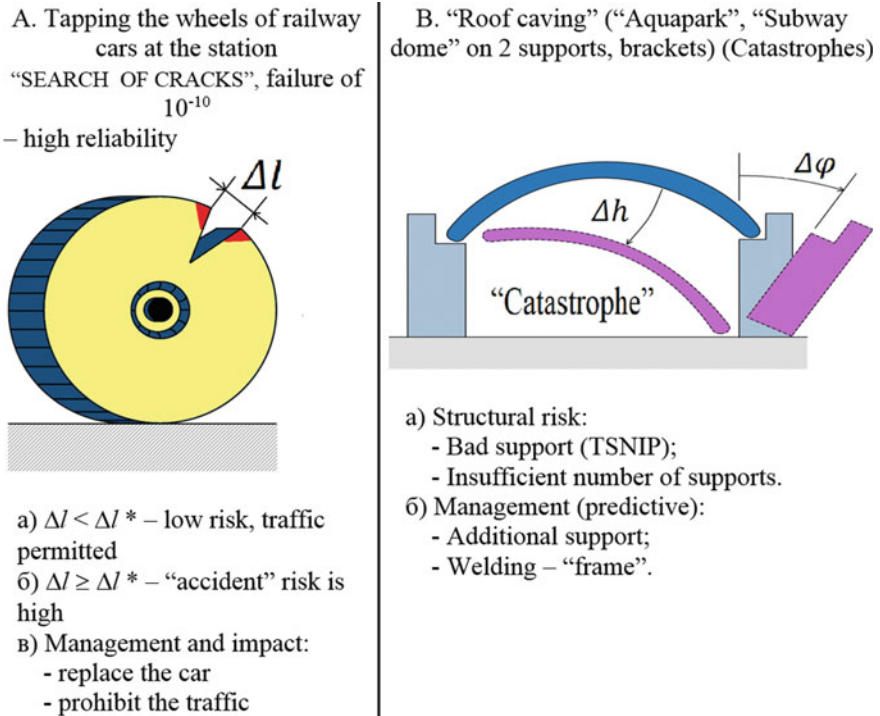 A. Tapping the wheels of railway
cars at the station
“SEARCH OF CRACKS”, failure of
10⁻¹⁰
– high reliability
Δl
а) Δl < Δl * – low risk, traffic
permitted
б) Δl ≥ Δl * – “accident” risk is
high
в) Management and impact:
- replace the car
- prohibit the traffic
B. “Roof caving” (“Aquapark”, “Subway
dome” on 2 supports, brackets) (Catastrophes)
Δφ
Δh
“Catastrophe”
а) Structural risk:
- Bad support (TSNIP);
- Insufficient number of supports.
б) Management (predictive):
- Additional support;
- Welding – “frame”.